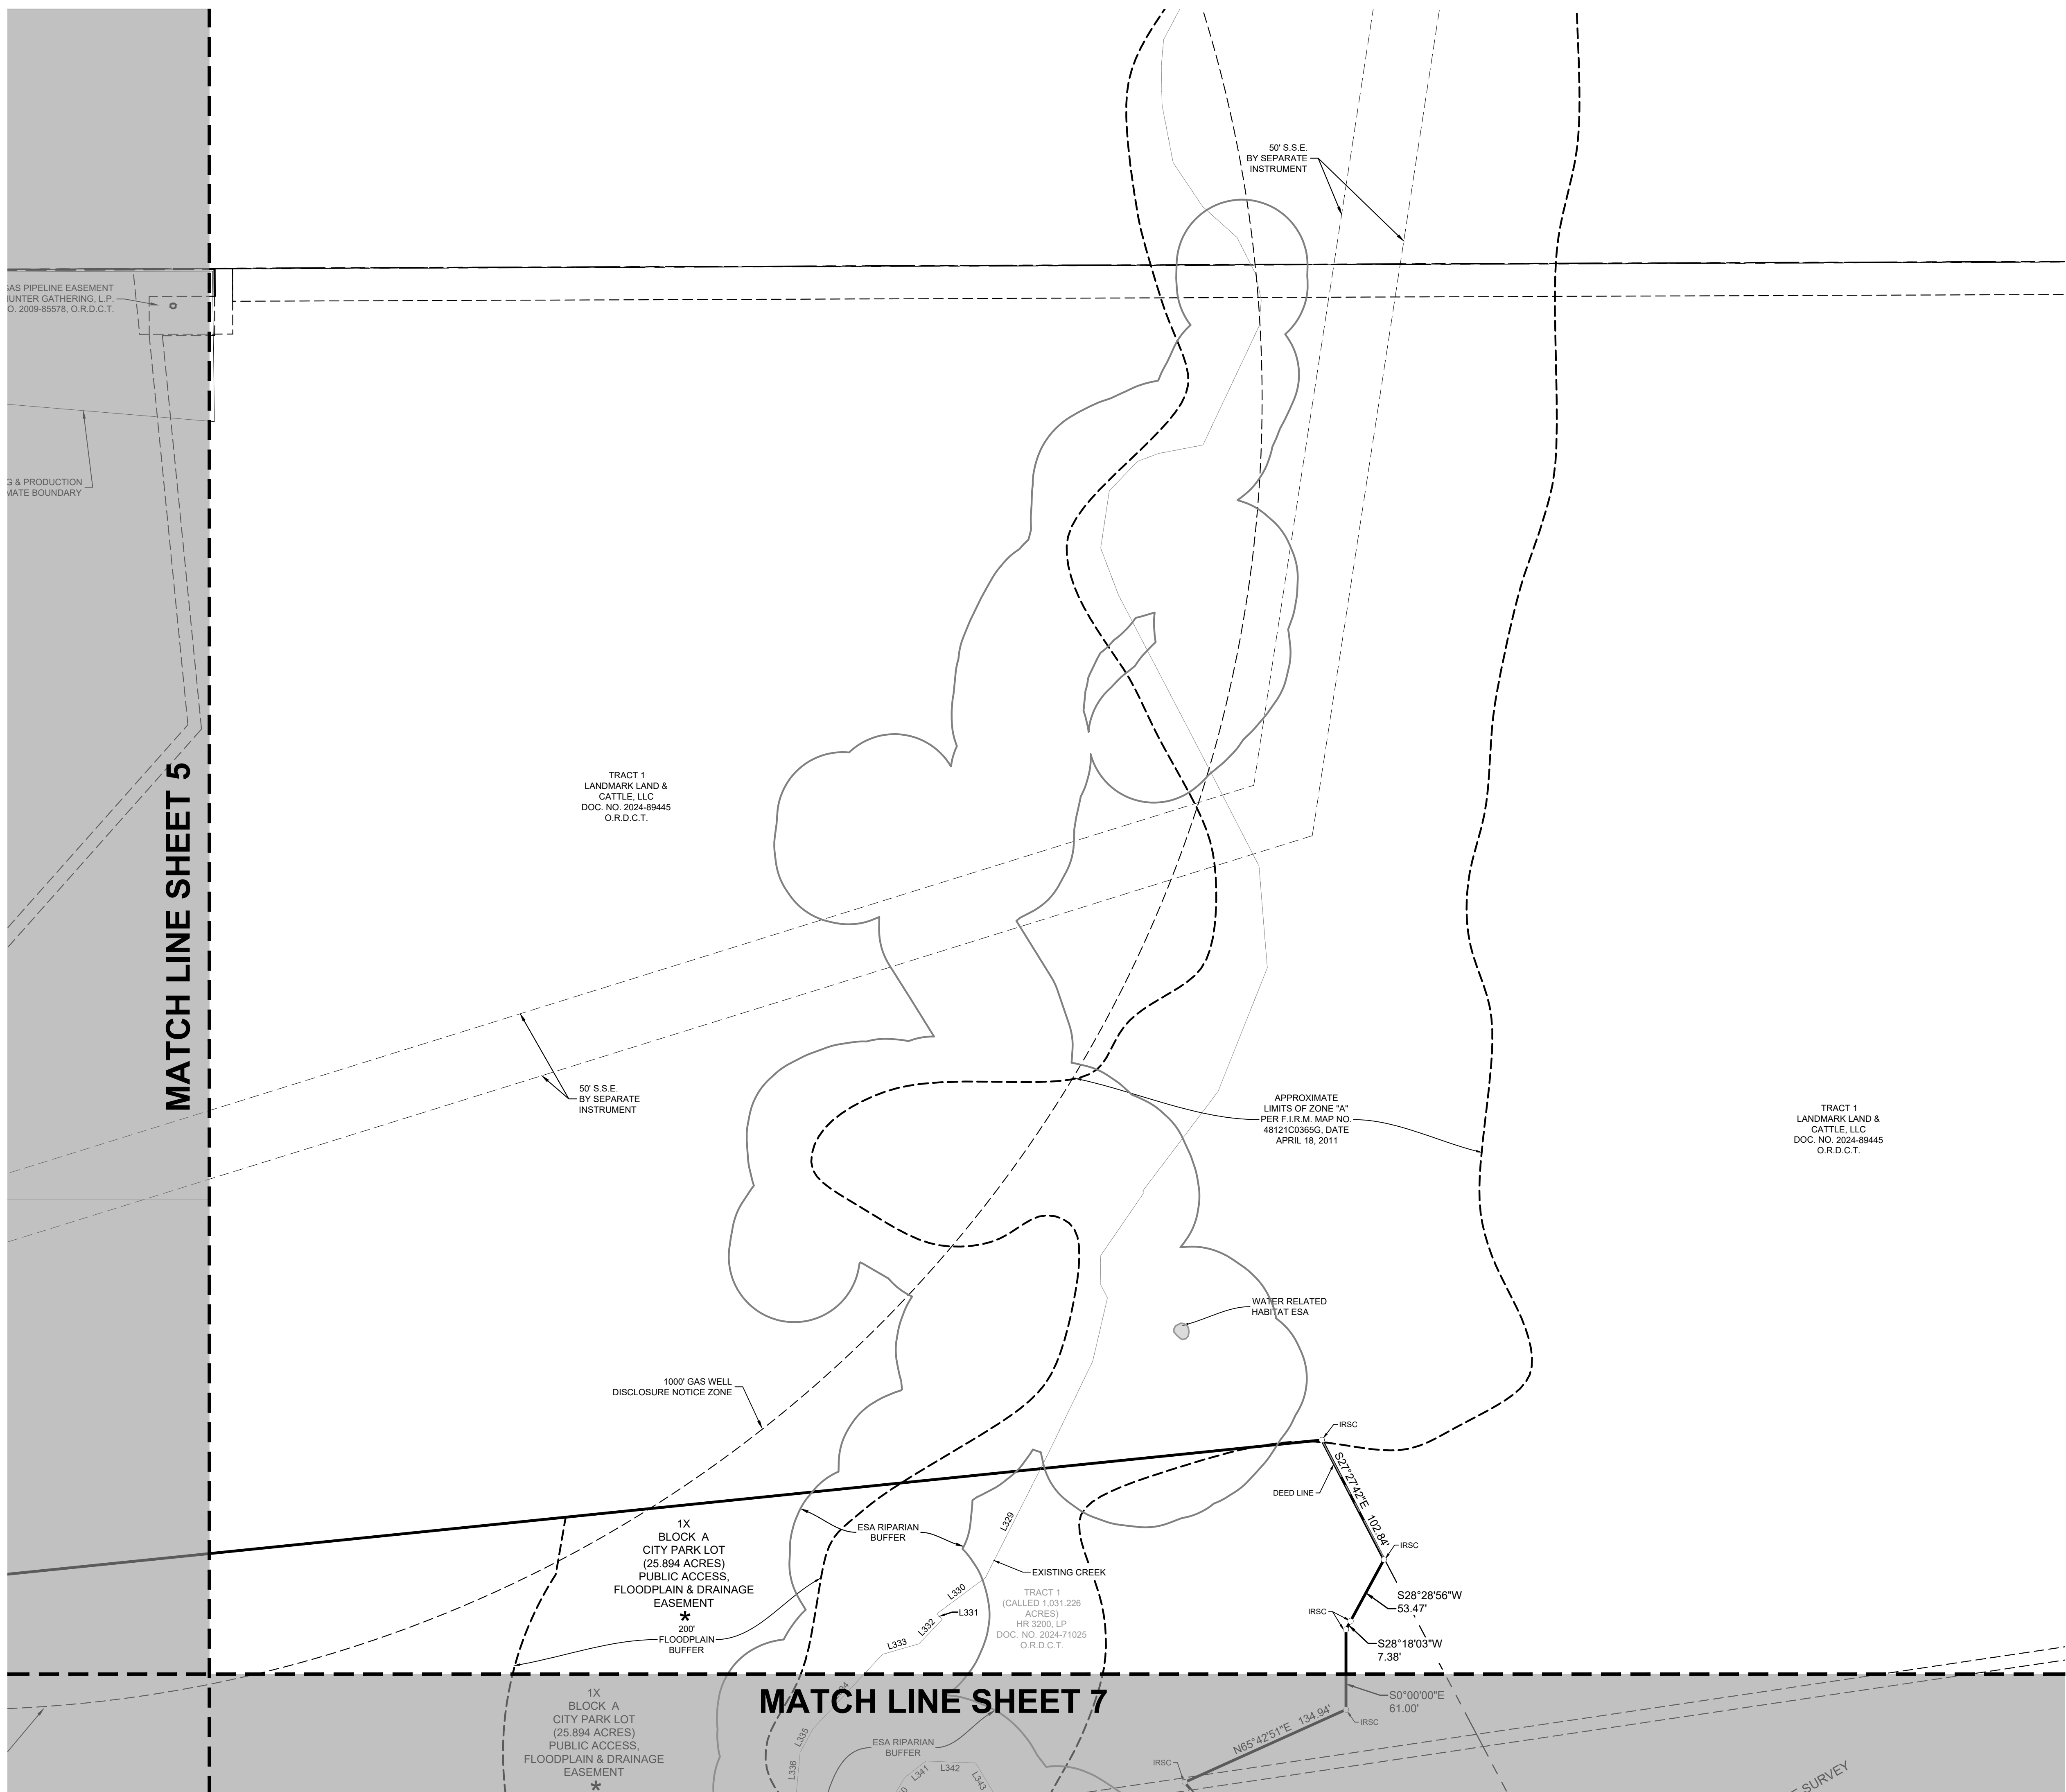 50' S.S.E.
BY SEPARATE
INSTRUMENT
GAS PIPELINE EASEMENT
HUNTER GATHERING, L.P.
NO. 2009-85578, O.R.D.C.T.
G & PRODUCTION
MATE BOUNDARY
MATCH LINE SHEET 5
TRACT 1
LANDMARK LAND &
CATTLE, LLC
DOC. NO. 2024-89445
O.R.D.C.T.
50' S.S.E.
BY SEPARATE
INSTRUMENT
APPROXIMATE
LIMITS OF ZONE "A"
PER F.I.R.M. MAP NO.
48121C0365G, DATE
APRIL 18, 2011
TRACT 1
LANDMARK LAND &
CATTLE, LLC
DOC. NO. 2024-89445
O.R.D.C.T.
WATER RELATED
HABITAT ESA
1000' GAS WELL
DISCLOSURE NOTICE ZONE
IRSC
S27°27'42"E 102.84'
DEED LINE
IRSC
1X
BLOCK A
CITY PARK LOT
(25.894 ACRES)
PUBLIC ACCESS,
FLOODPLAIN & DRAINAGE
EASEMENT
*
200'
FLOODPLAIN
BUFFER
ESA RIPARIAN
BUFFER
L329
EXISTING CREEK
L330
L331
L332
L333
TRACT 1
(CALLED 1,031.226
ACRES)
HR 3200, LP
DOC. NO. 2024-71025
O.R.D.C.T.
S28°28'56"W
53.47'
IRSC
S28°18'03"W
7.38'
MATCH LINE SHEET 7
1X
BLOCK A
CITY PARK LOT
(25.894 ACRES)
PUBLIC ACCESS,
FLOODPLAIN & DRAINAGE
EASEMENT
*
L335
L336
ESA RIPARIAN
BUFFER
L341
L342
L343
S0°00'00"E
61.00'
IRSC
N65°42'51"E 134.94'
IRSC
SURVEY